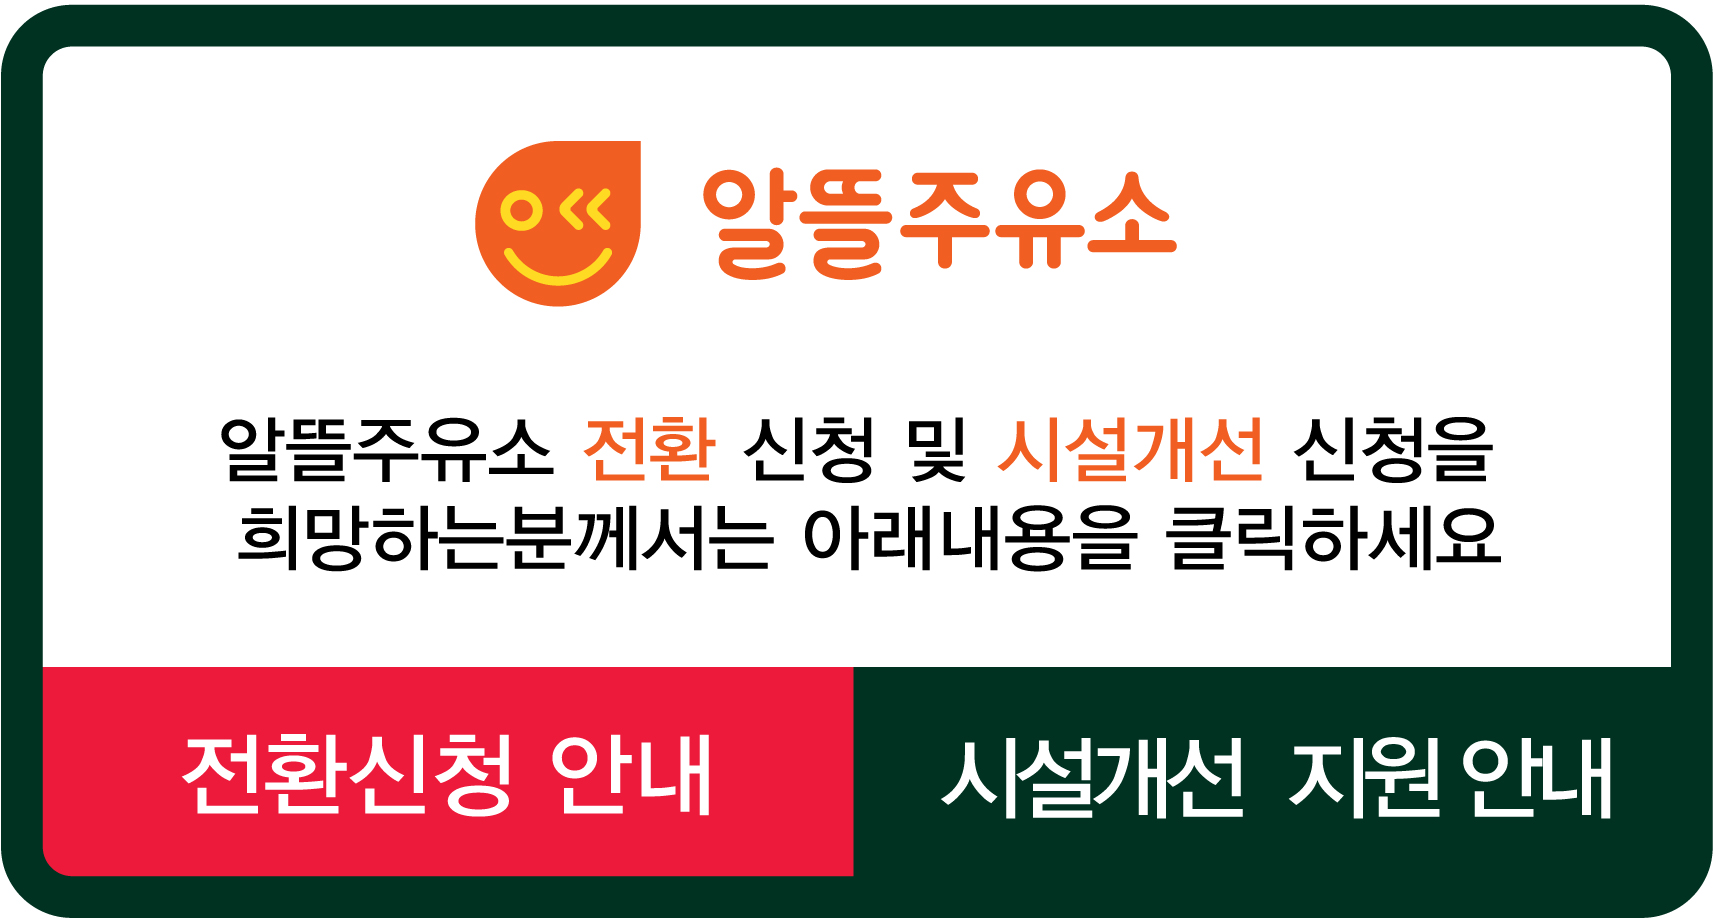 알뜰주유소
알뜰주유소 전환 신청 및 시설개선 신청을
희망하는분께서는 아래내용을 클릭하세요
전환신청 안내
시설개선 지원 안내